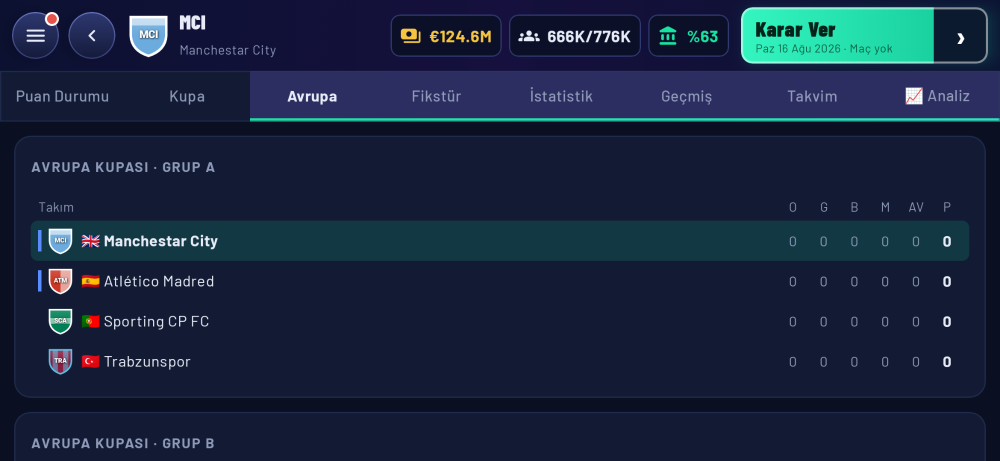 MCI
MCI
Manchestar City
€124.6M
666K/776K
%63
Karar Ver
Paz 16 Ağu 2026 · Maç yok
Puan Durumu
Kupa
Avrupa
Fikstür
İstatistik
Geçmiş
Takvim
Analiz
AVRUPA KUPASI · GRUP A
Takım O G B M AV P
MCI Manchestar City 0 0 0 0 0 0
ATM Atlético Madred 0 0 0 0 0 0
SCA Sporting CP FC 0 0 0 0 0 0
TRA Trabzunspor 0 0 0 0 0 0
AVRUPA KUPASI · GRUP B